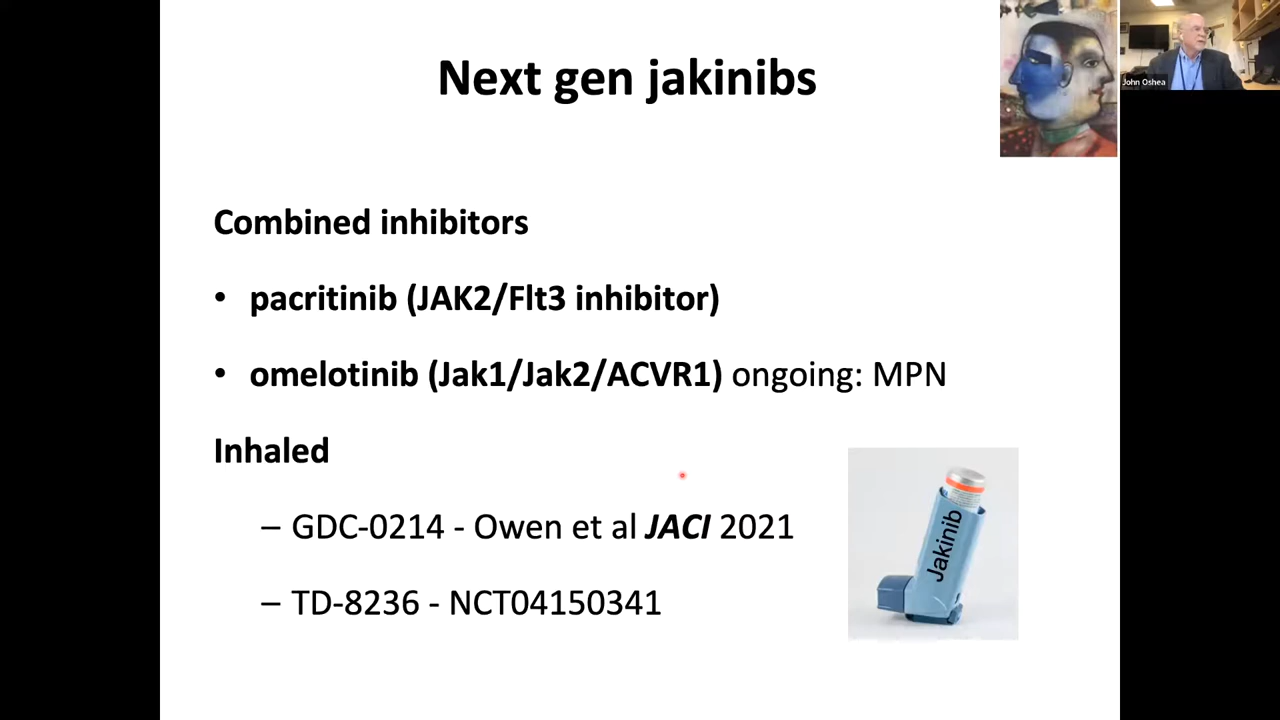 Next gen jakinibs
John Oshea
Combined inhibitors
• pacritinib (JAK2/Flt3 inhibitor)
• omelotinib (Jak1/Jak2/ACVR1) ongoing: MPN
Inhaled
– GDC-0214 - Owen et al JACI 2021
– TD-8236 - NCT04150341
Jakinib